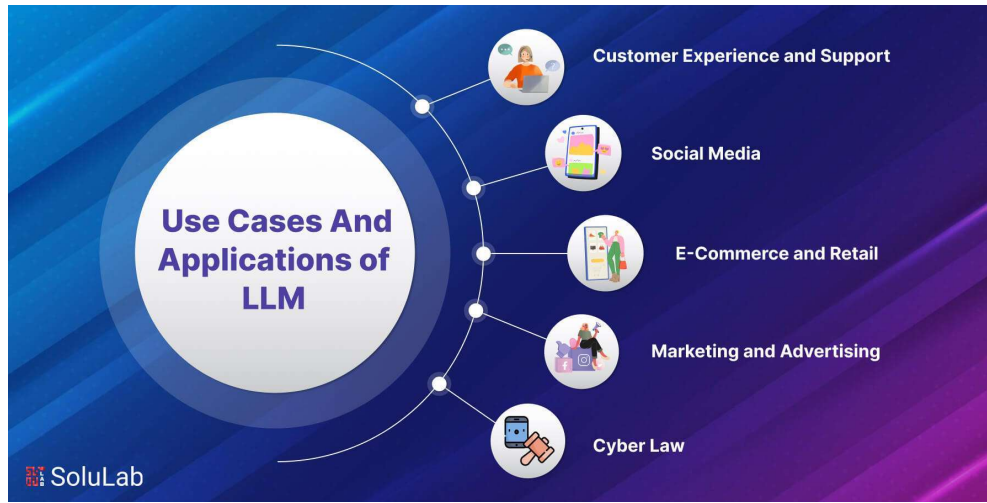 Use Cases And
Applications of
LLM
Customer Experience and Support
Social Media
E-Commerce and Retail
Marketing and Advertising
Cyber Law
SoluLab